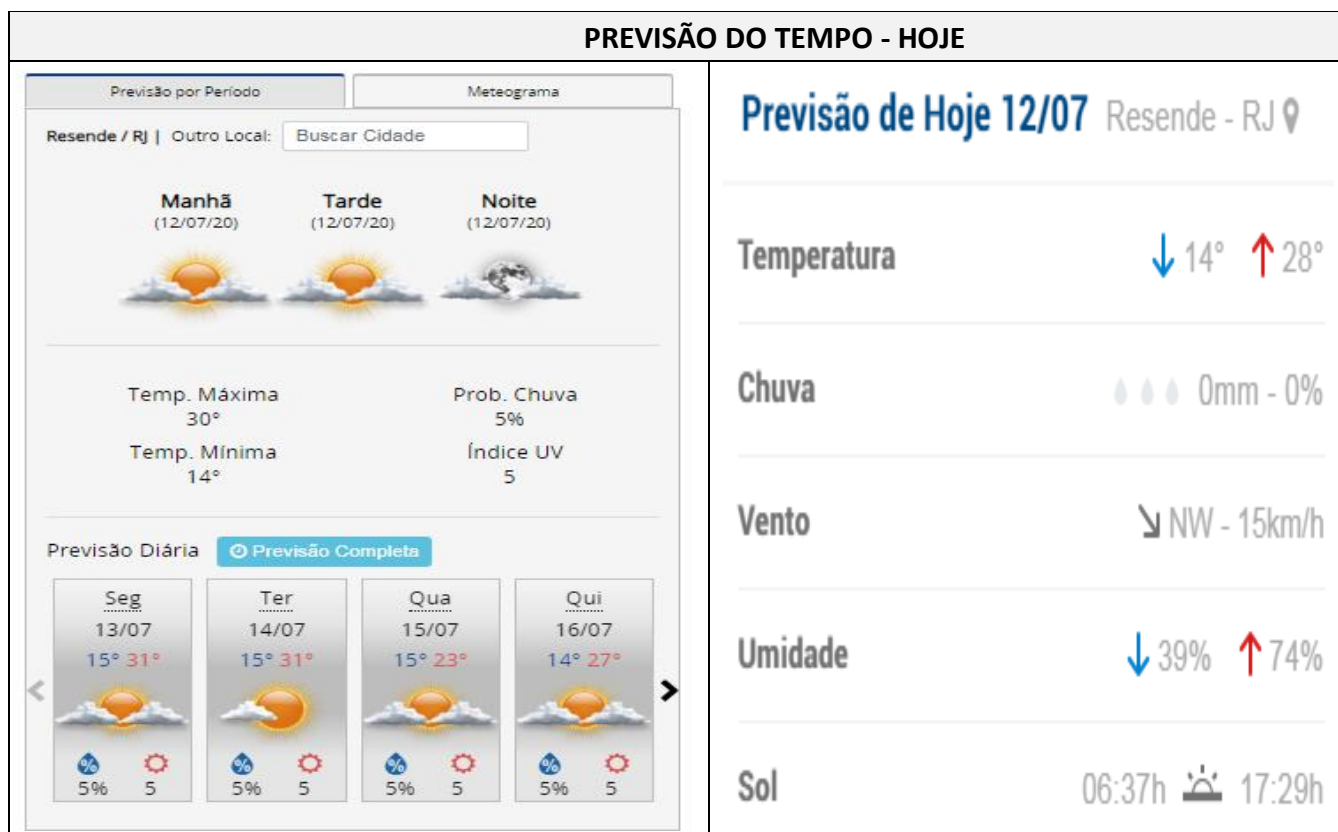 PREVISÃO DO TEMPO - HOJE
Previsão por Período
Meteograma
Resende / RJ | Outro Local: Buscar Cidade
Manhã Tarde Noite
(12/07/20) (12/07/20) (12/07/20)
Temp. Máxima Prob. Chuva
30° 5%
Temp. Mínima Índice UV
14° 5
Previsão Diária Previsão Completa
Seg Ter Qua Qui
13/07 14/07 15/07 16/07
15° 31° 15° 31° 15° 23° 14° 27°
% % % %
5% 5 5% 5 5% 5 5% 5
Previsão de Hoje 12/07 Resende - RJ
Temperatura 14° 28°
Chuva 0mm - 0%
Vento NW - 15km/h
Umidade 39% 74%
Sol 06:37h 17:29h